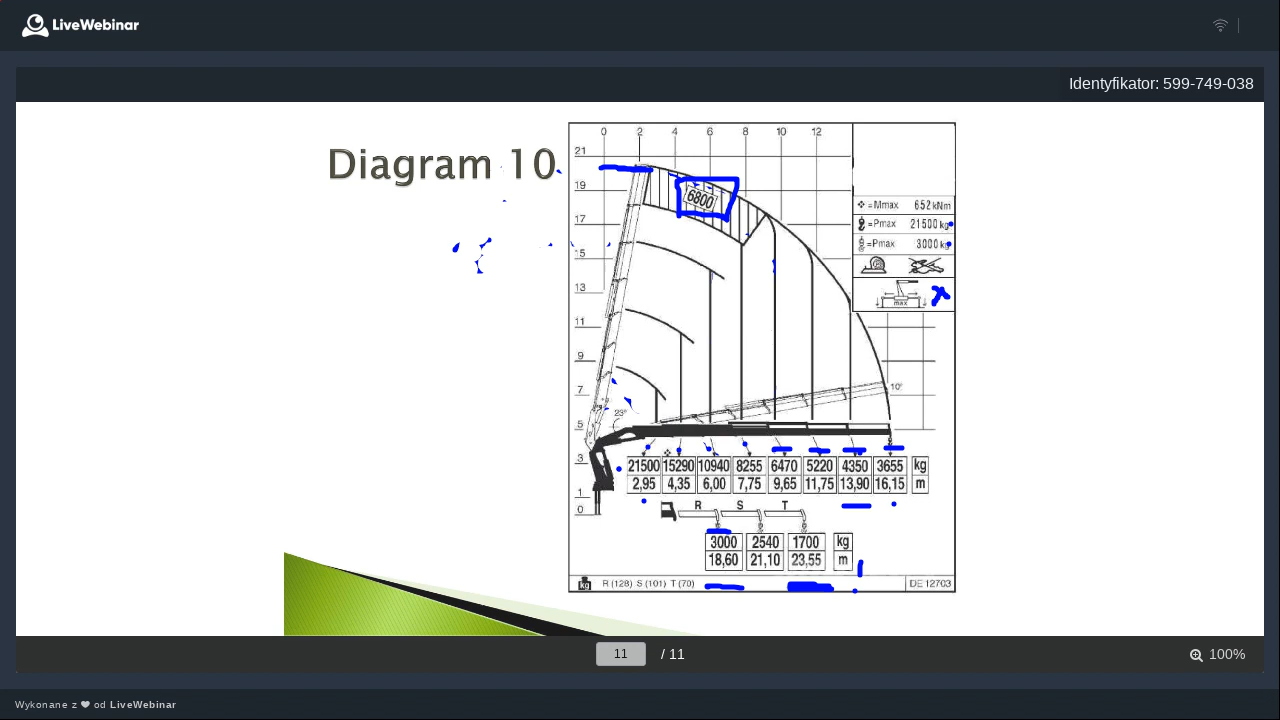 LiveWebinar
Identyfikator: 599-749-038
Diagram 10
0 2 4 6 8 10 12
21
19
17
15
13
11
9
7
5
3
1
0
6800
=Mmax 652 kNm
=Pmax 21500 kg
=Pmax 3000 kg
max
10°
23°
21500 15290 10940 8255 6470 5220 4350 3655 kg
2,95 4,35 6,00 7,75 9,65 11,75 13,90 16,15 m
R S T
3000 2540 1700 kg
18,60 21,10 23,55 m
kg R (128) S (101) T (70) DE 12703
11 / 11
100%
Wykonane z od LiveWebinar